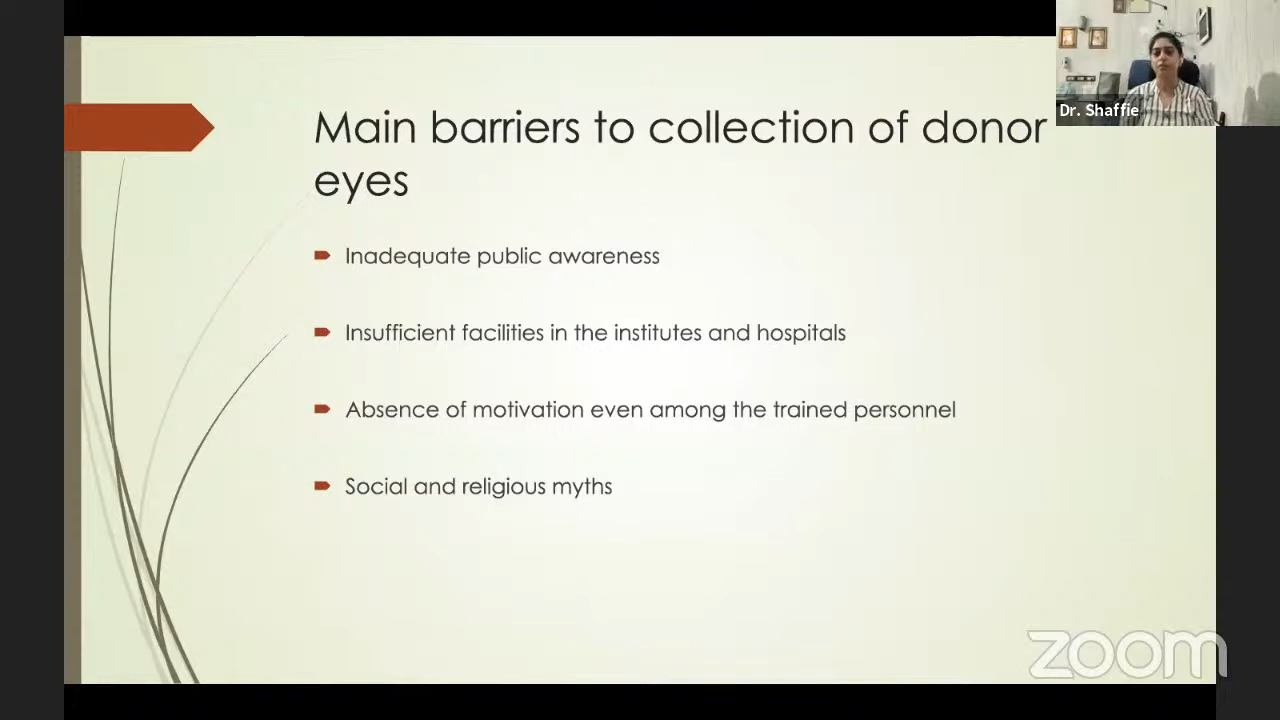 Main barriers to collection of donor
eyes
Dr. Shaffie
Inadequate public awareness
Insufficient facilities in the institutes and hospitals
Absence of motivation even among the trained personnel
Social and religious myths
zoom